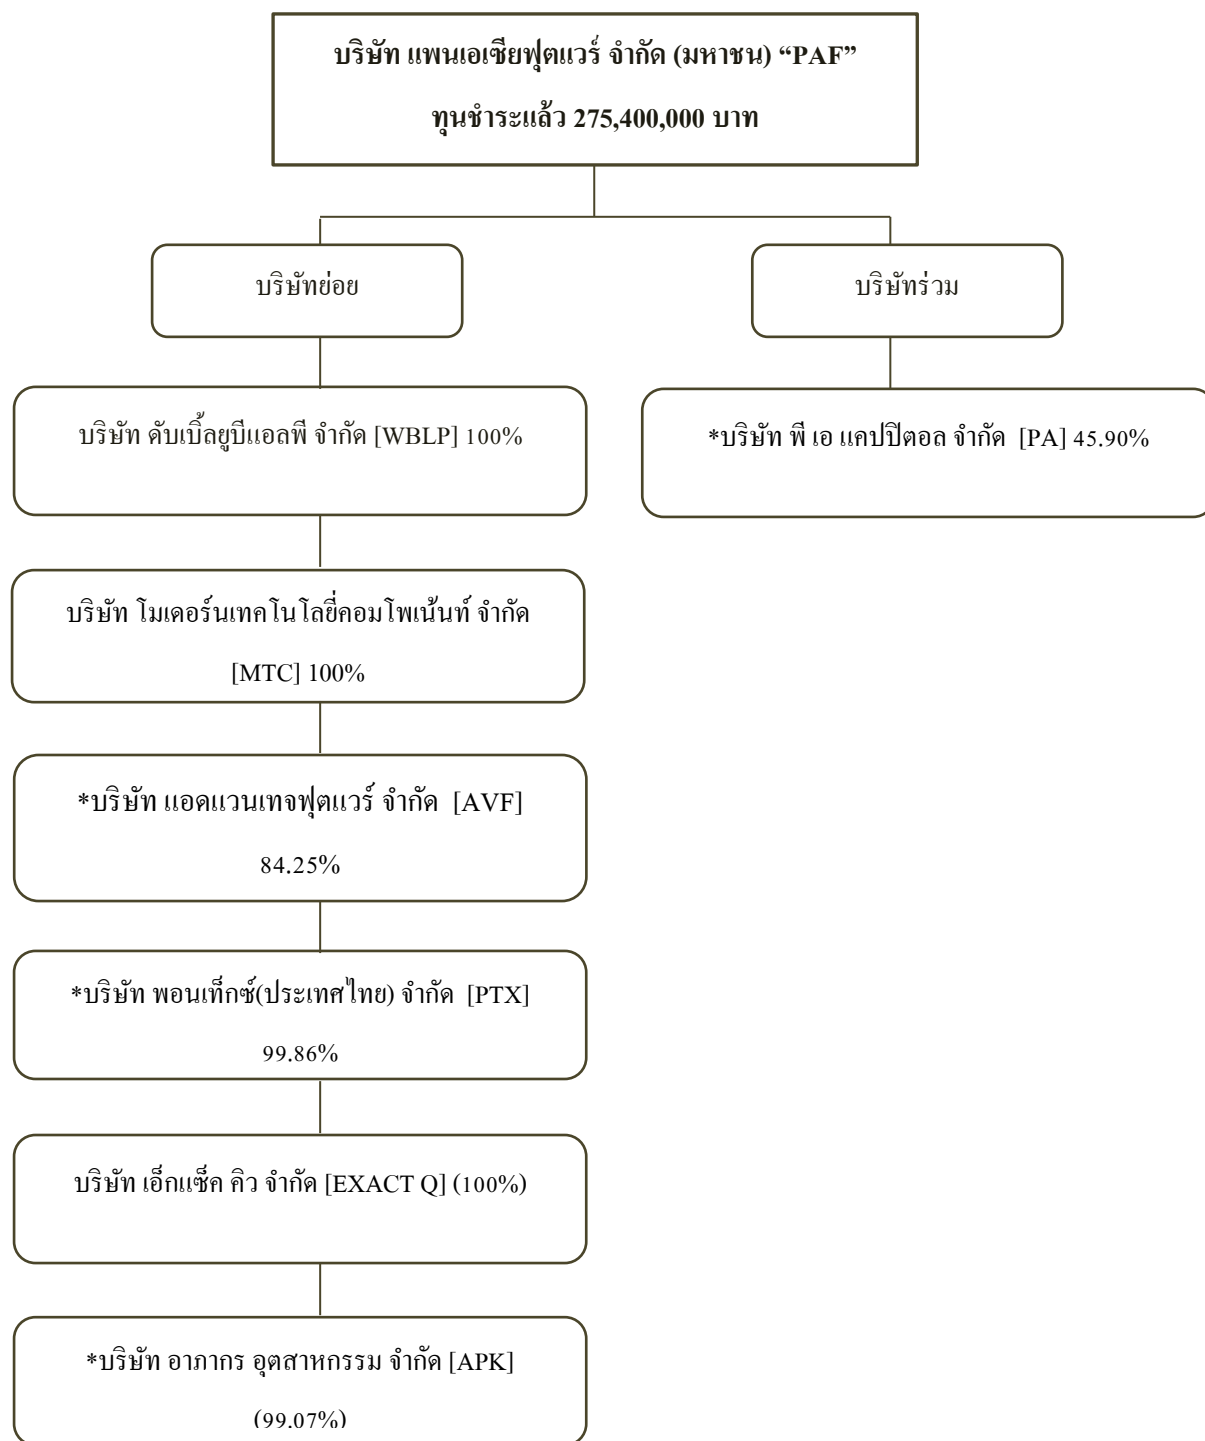 บริษัท แพนเอเซียฟุตแวร์ จำกัด (มหาชน) “PAF”
ทุนชำระแล้ว 275,400,000 บาท
บริษัทย่อย
บริษัทร่วม
บริษัท ดับเบิ้ลยูบีแอลพี จำกัด [WBLP] 100%
*บริษัท พี เอ แคปปิตอล จำกัด [PA] 45.90%
บริษัท โมเดอร์นเทคโนโลยี่คอมโพเน้นท์ จำกัด
[MTC] 100%
*บริษัท แอดแวนเทจฟุตแวร์ จำกัด [AVF]
84.25%
*บริษัท พอนเท็กซ์(ประเทศไทย) จำกัด [PTX]
99.86%
บริษัท เอ็กแซ็ค คิว จำกัด [EXACT Q] (100%)
*บริษัท อาภากร อุตสาหกรรม จำกัด [APK]
(99.07%)